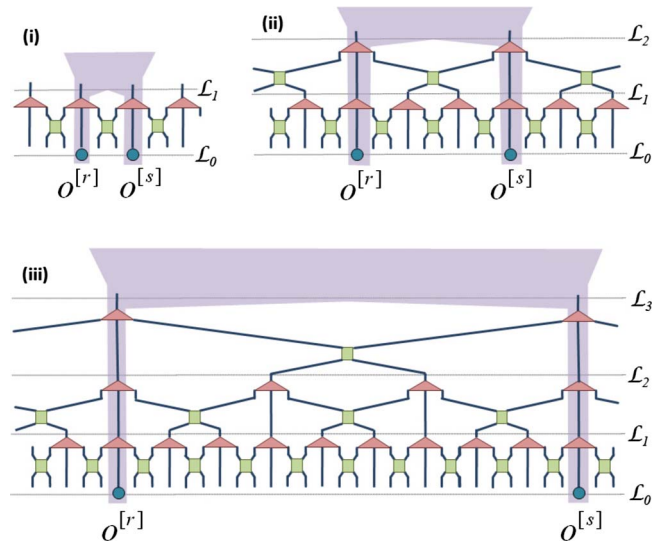 (i)
ℒ₁
ℒ₀
O^[r] O^[s]
(ii)
ℒ₂
ℒ₁
ℒ₀
O^[r] O^[s]
(iii)
ℒ₃
ℒ₂
ℒ₁
ℒ₀
O^[r] O^[s]